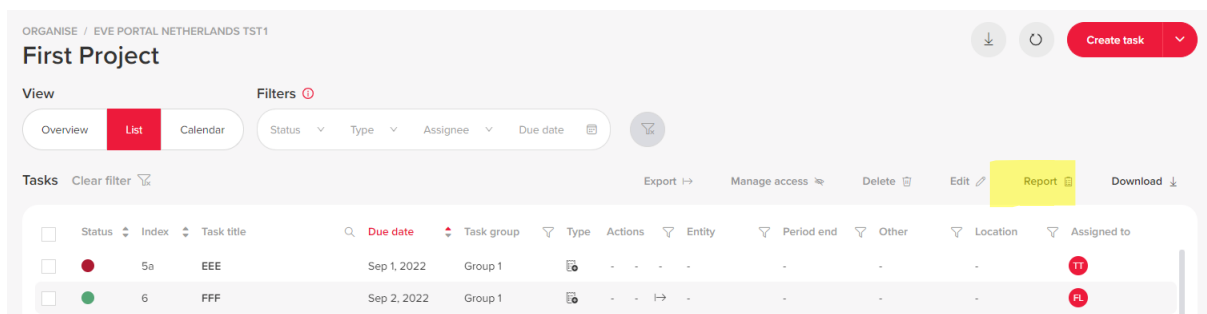 ORGANISE / EVE PORTAL NETHERLANDS TST1
First Project
Create task
View
Filters
Overview List Calendar
Status Type Assignee Due date
Tasks Clear filter
Export Manage access Delete Edit Report Download
Status Index Task title Due date Task group Type Actions Entity Period end Other Location Assigned to
5a EEE Sep 1, 2022 Group 1 - - - - - - - TT
6 FFF Sep 2, 2022 Group 1 - - - - - - FL